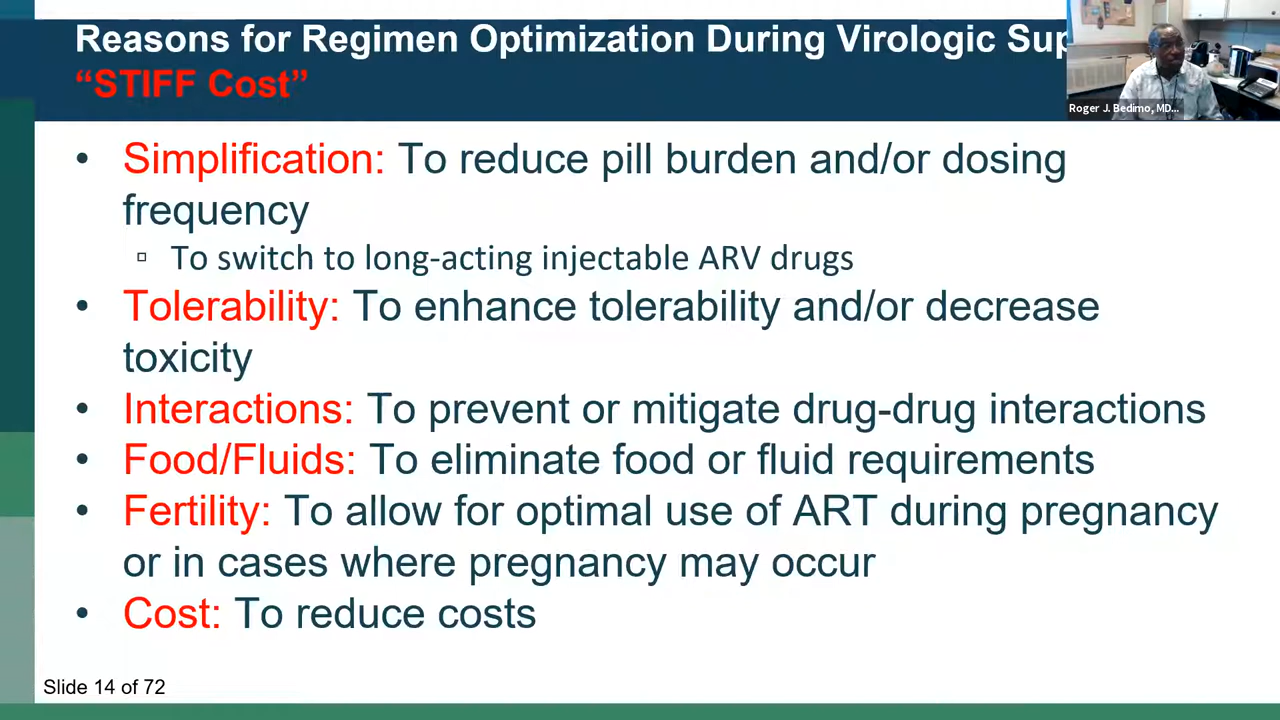 Reasons for Regimen Optimization During Virologic Sup
“STIFF Cost”
Roger J. Bedimo, MD...
• Simplification: To reduce pill burden and/or dosing
frequency
▫ To switch to long-acting injectable ARV drugs
• Tolerability: To enhance tolerability and/or decrease
toxicity
• Interactions: To prevent or mitigate drug-drug interactions
• Food/Fluids: To eliminate food or fluid requirements
• Fertility: To allow for optimal use of ART during pregnancy
or in cases where pregnancy may occur
• Cost: To reduce costs
Slide 14 of 72